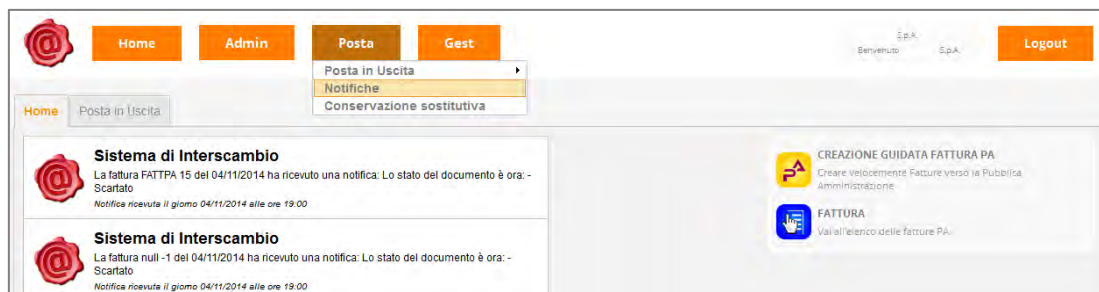 Home
Admin
Posta
Gest
S.p.A.
Benvenuto S.p.A.
Logout
Posta in Uscita
Notifiche
Conservazione sostitutiva
Home
Posta in Uscita
Sistema di Interscambio
La fattura FATTPA 15 del 04/11/2014 ha ricevuto una notifica: Lo stato del documento è ora: -
Scartato
Notifica ricevuta il giorno 04/11/2014 alle ore 19:00
Sistema di Interscambio
La fattura null -1 del 04/11/2014 ha ricevuto una notifica: Lo stato del documento è ora: -
Scartato
Notifica ricevuta il giorno 04/11/2014 alle ore 19:00
CREAZIONE GUIDATA FATTURA PA
Creare velocemente Fatture verso la Pubblica
Amministrazione
FATTURA
Vai all'elenco delle fatture PA.